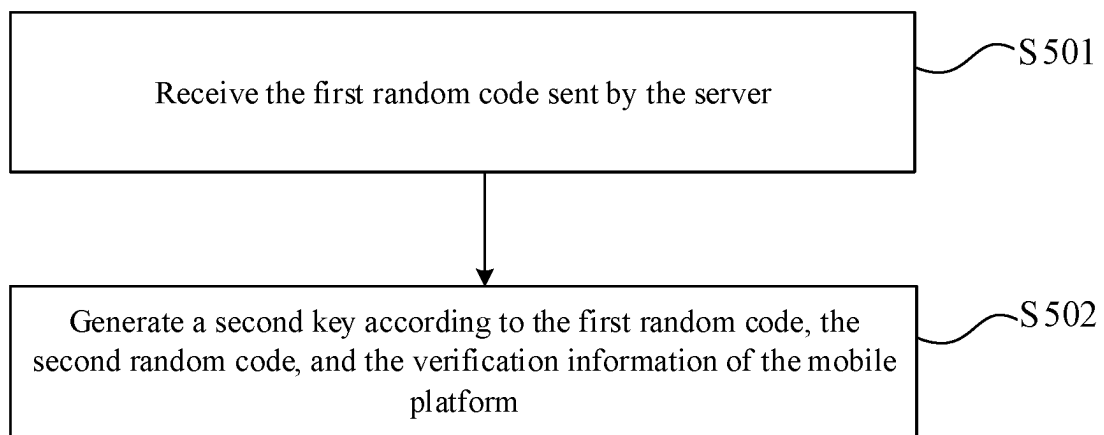 Receive the first random code sent by the server
S501
Generate a second key according to the first random code, the
second random code, and the verification information of the mobile
platform
S502